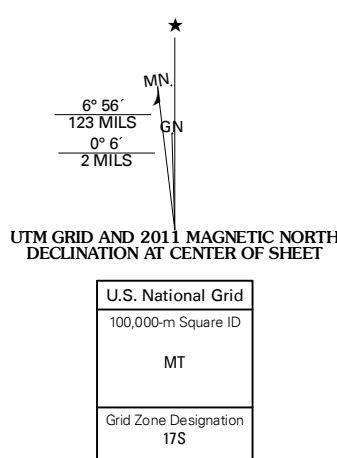 ★
MN.
6° 56´
123 MILS
GN
0° 6´
2 MILS
UTM GRID AND 2011 MAGNETIC NORTH
DECLINATION AT CENTER OF SHEET
U.S. National Grid
100,000-m Square ID
MT
Grid Zone Designation
17S